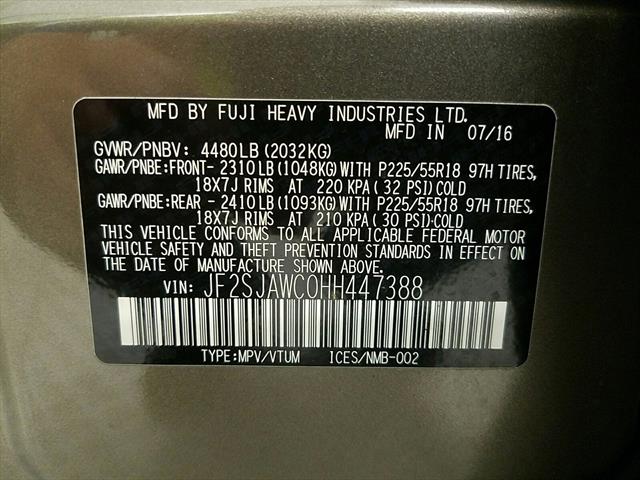 MFD BY FUJI HEAVY INDUSTRIES LTD.
MFD IN 07/16
GVWR/PNBV: 4480LB(2032KG)
GAWR/PNBE:FRONT- 2310LB(1048KG)WITH P225/55R18 97H TIRES,
18X7J RIMS AT 220 KPA( 32 PSI)COLD
GAWR/PNBE:REAR - 2410LB(1093KG)WITH P225/55R18 97H TIRES,
18X7J RIMS AT 210 KPA( 30 PSI)-COLD
THIS VEHICLE CONFORMS TO ALL APPLICABLE FEDERAL MOTOR
VEHICLE SAFETY AND THEFT PREVENTION STANDARDS IN EFFECT ON
THE DATE OF MANUFACTURE SHOWN ABOVE.
VIN: JF2SJAWC0HH447388
TYPE:MPV/VTUM ICES/NMB-002